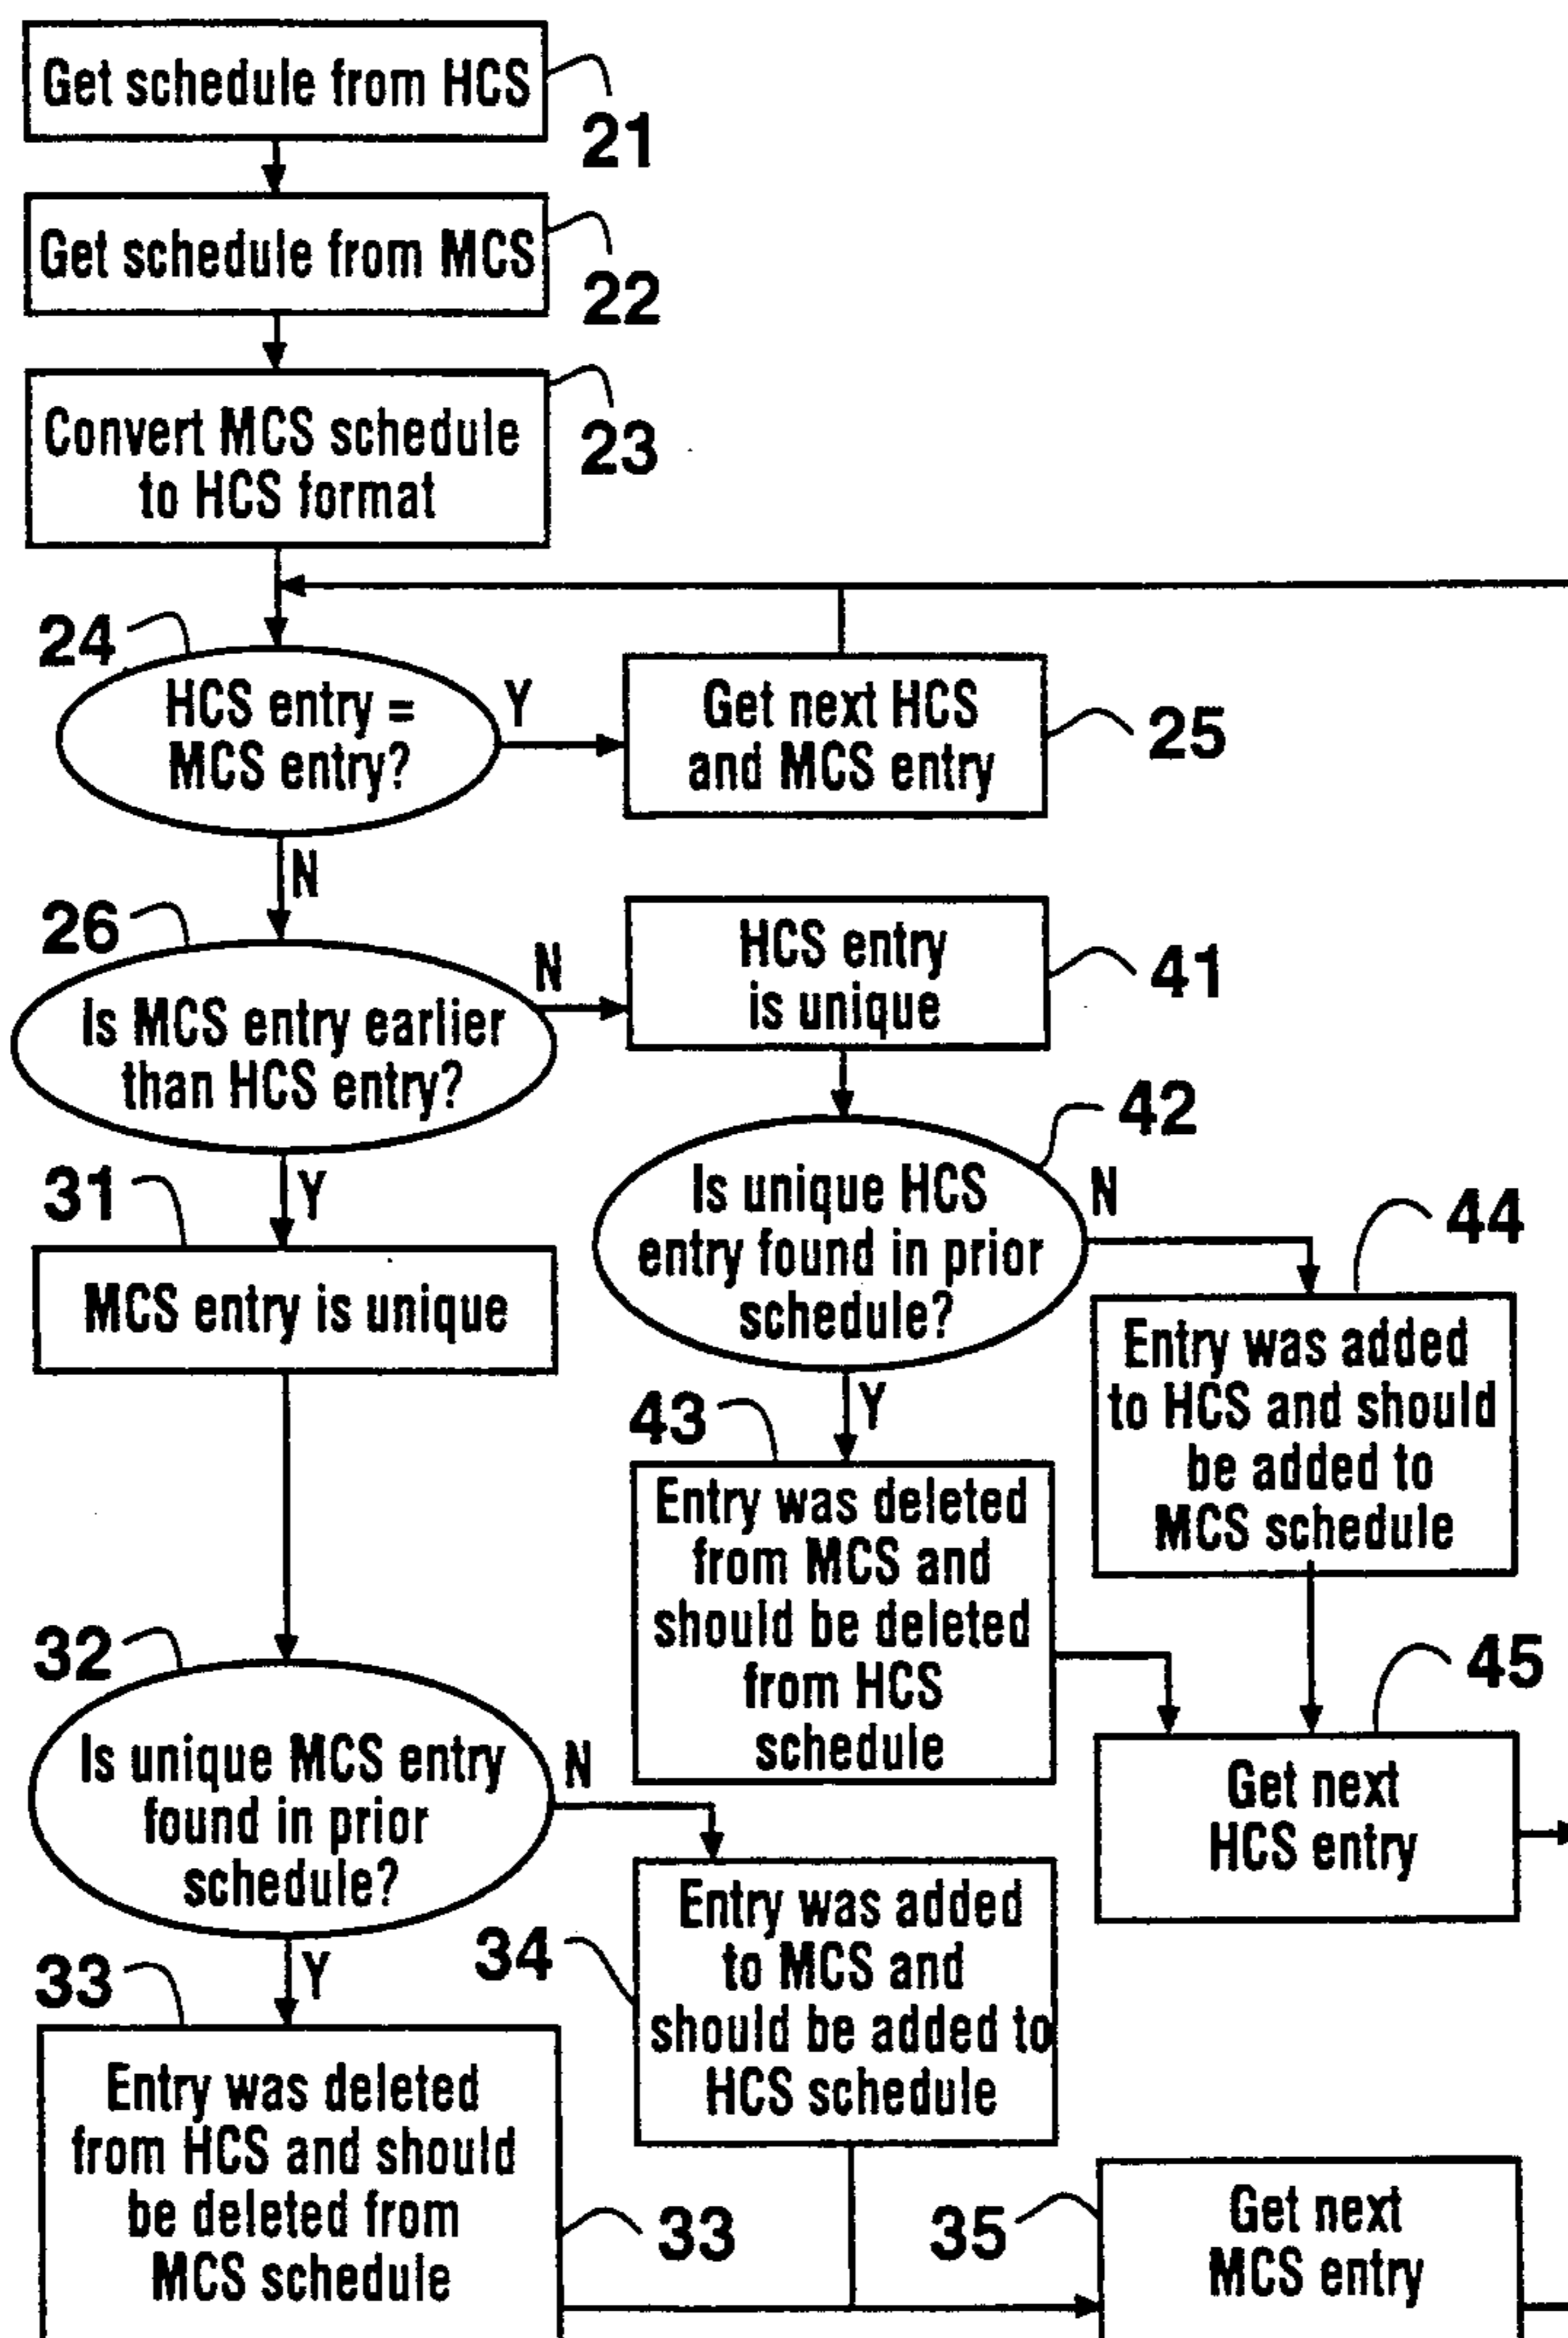 Get schedule from HCS
21
Get schedule from MCS
22
Convert MCS schedule
to HCS format
23
24
HCS entry =
MCS entry?
Y
Get next HCS
and MCS entry
25
N
26
Is MCS entry earlier
than HCS entry?
N
HCS entry
is unique
41
42
Y
31
MCS entry is unique
Is unique HCS
entry found in prior
schedule?
N
44
Entry was added
to HCS and should
be added to
MCS schedule
Y
43
Entry was deleted
from MCS and
should be deleted
from HCS
schedule
45
Get next
HCS entry
32
Is unique MCS entry
found in prior
schedule?
N
34
Entry was added
to MCS and
should be added to
HCS schedule
Y
33
Entry was deleted
from HCS and should
be deleted from
MCS schedule
33
35
Get next
MCS entry